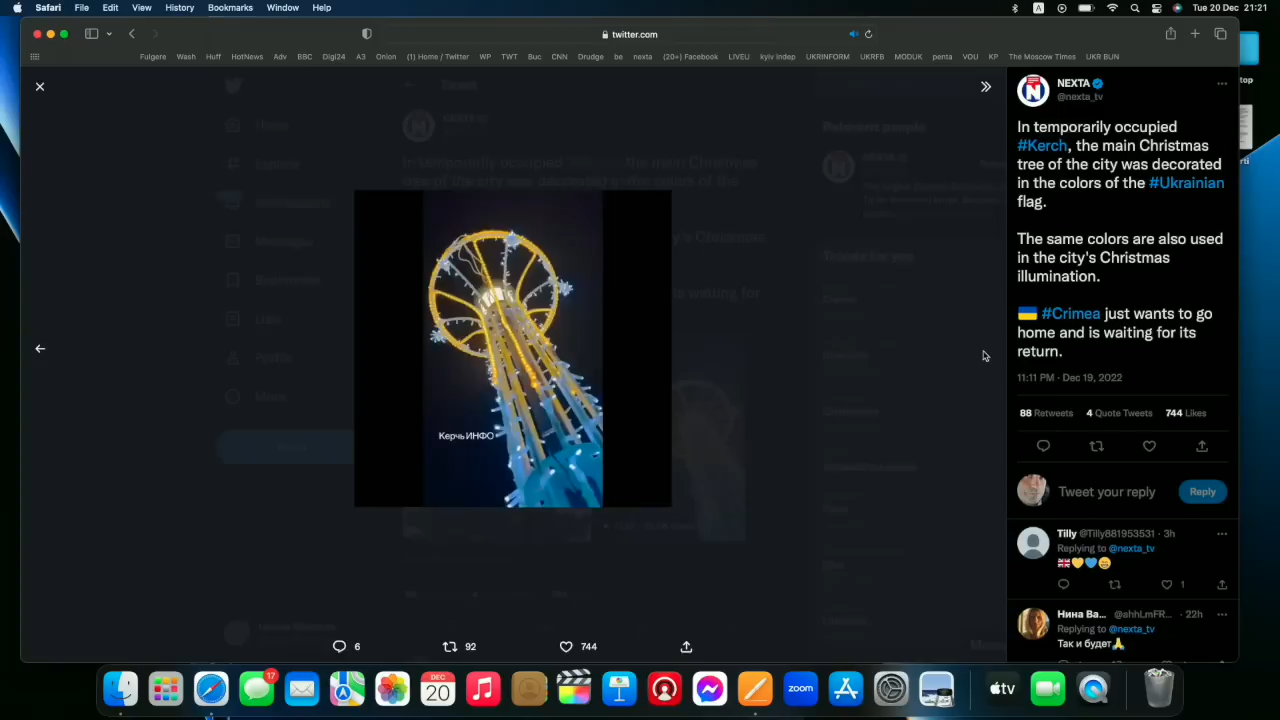 Safari File Edit View History Bookmarks Window Help
A
Tue 20 Dec 21:21
twitter.com
Fulgere Wash Huff HotNews Adv BBC Digi24 A3 Onion (1) Home / Twitter WP TWT Buc CNN Drudge be nexta (20+) Facebook LIVEU kyiv indep UKRINFORM UKRFB MODUK penta VOU KP The Moscow Times UKR BUN
top
NEXTA
@nexta_tv
In temporarily occupied
#Kerch, the main Christmas
tree of the city was decorated
in the colors of the #Ukrainian
flag.
The same colors are also used
in the city's Christmas
illumination.
#Crimea just wants to go
home and is waiting for its
return.
11:11 PM · Dec 19, 2022
88 Retweets 4 Quote Tweets 744 Likes
Tweet your reply Reply
Tilly @Tilly881953531 · 3h
Replying to @nexta_tv
1
Нина Ва... @ahhLmFR... · 22h
Replying to @nexta_tv
Так и будет
Керчь ИНФО
6 92 744
17
DEC
20
zoom
tv